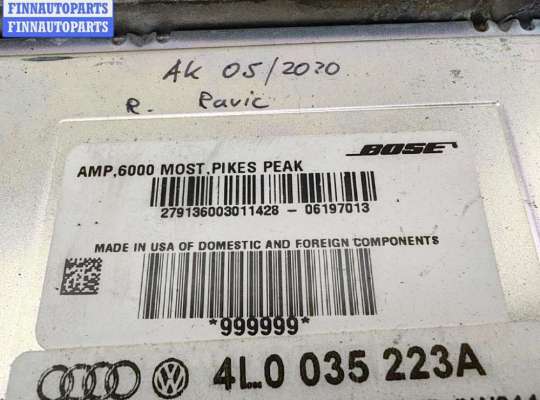 FINNAUTOPARTS
FINNAUTOPARTS
AK 05/2020
R. Pavic
AMP,6000 MOST,PIKES PEAK
BOSE
279136003011428 - 06197013
MADE IN USA OF DOMESTIC AND FOREIGN COMPONENTS
*999999*
4L0 035 223A